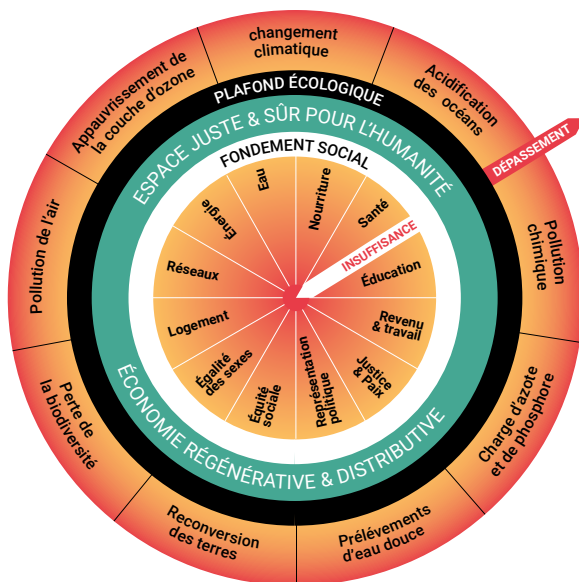 changement
climatique
Acidification
des océans
DÉPASSEMENT
Pollution
chimique
Charge d'azote
et de phosphore
Prélévements
d'eau douce
Reconversion
des terres
Perte de
la biodiversité
Pollution de l'air
Appauvrissement de
la couche d'ozone
PLAFOND ÉCOLOGIQUE
ESPACE JUSTE & SÛR POUR L'HUMANITÉ
FONDEMENT SOCIAL
Eau
Nourriture
Santé
INSUFFISANCE
Éducation
Revenu
& travail
Justice
& Paix
Représentation
politique
Équité
sociale
Égalité
des sexes
Logement
Réseaux
Énergie
ÉCONOMIE RÉGÉNÉRATIVE & DISTRIBUTIVE